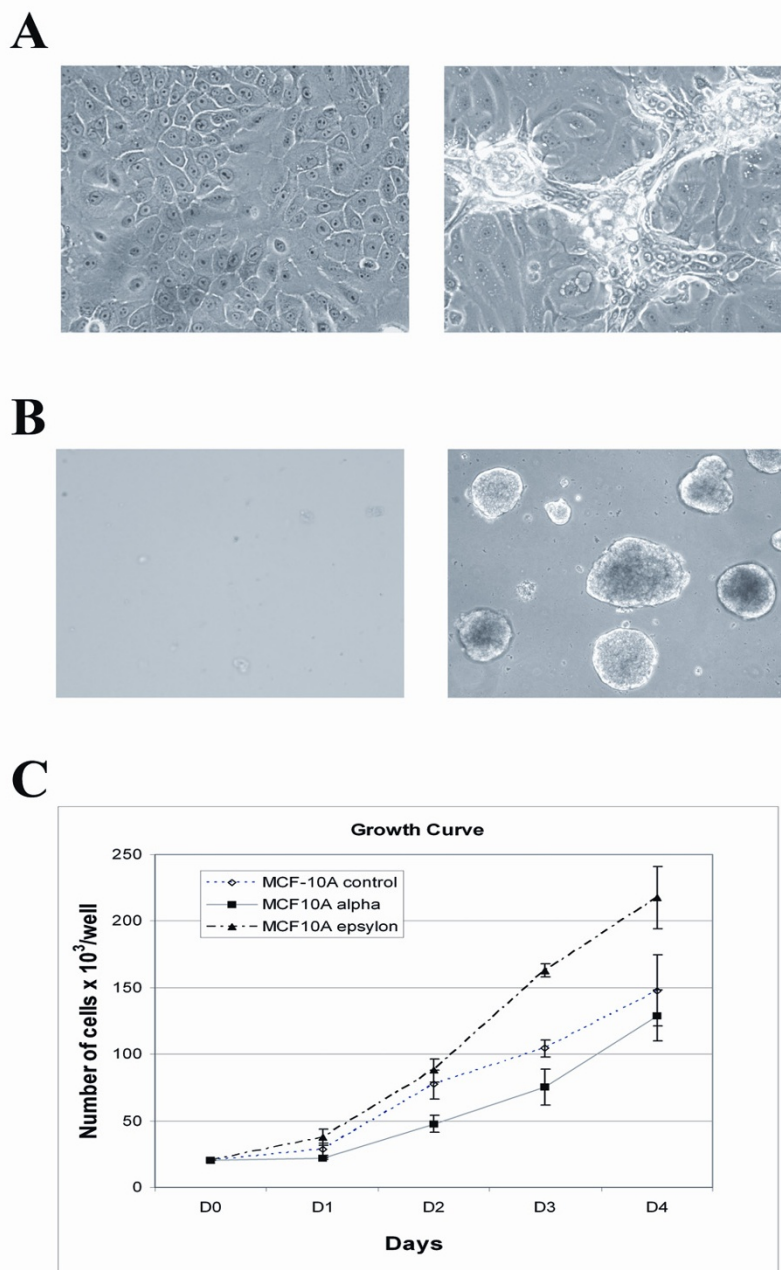 A
B
C
Growth Curve
250
200
150
100
50
0
MCF-10A control
MCF10A alpha
MCF10A epsylon
Number of cells x 10³/well
D0 D1 D2 D3 D4
Days